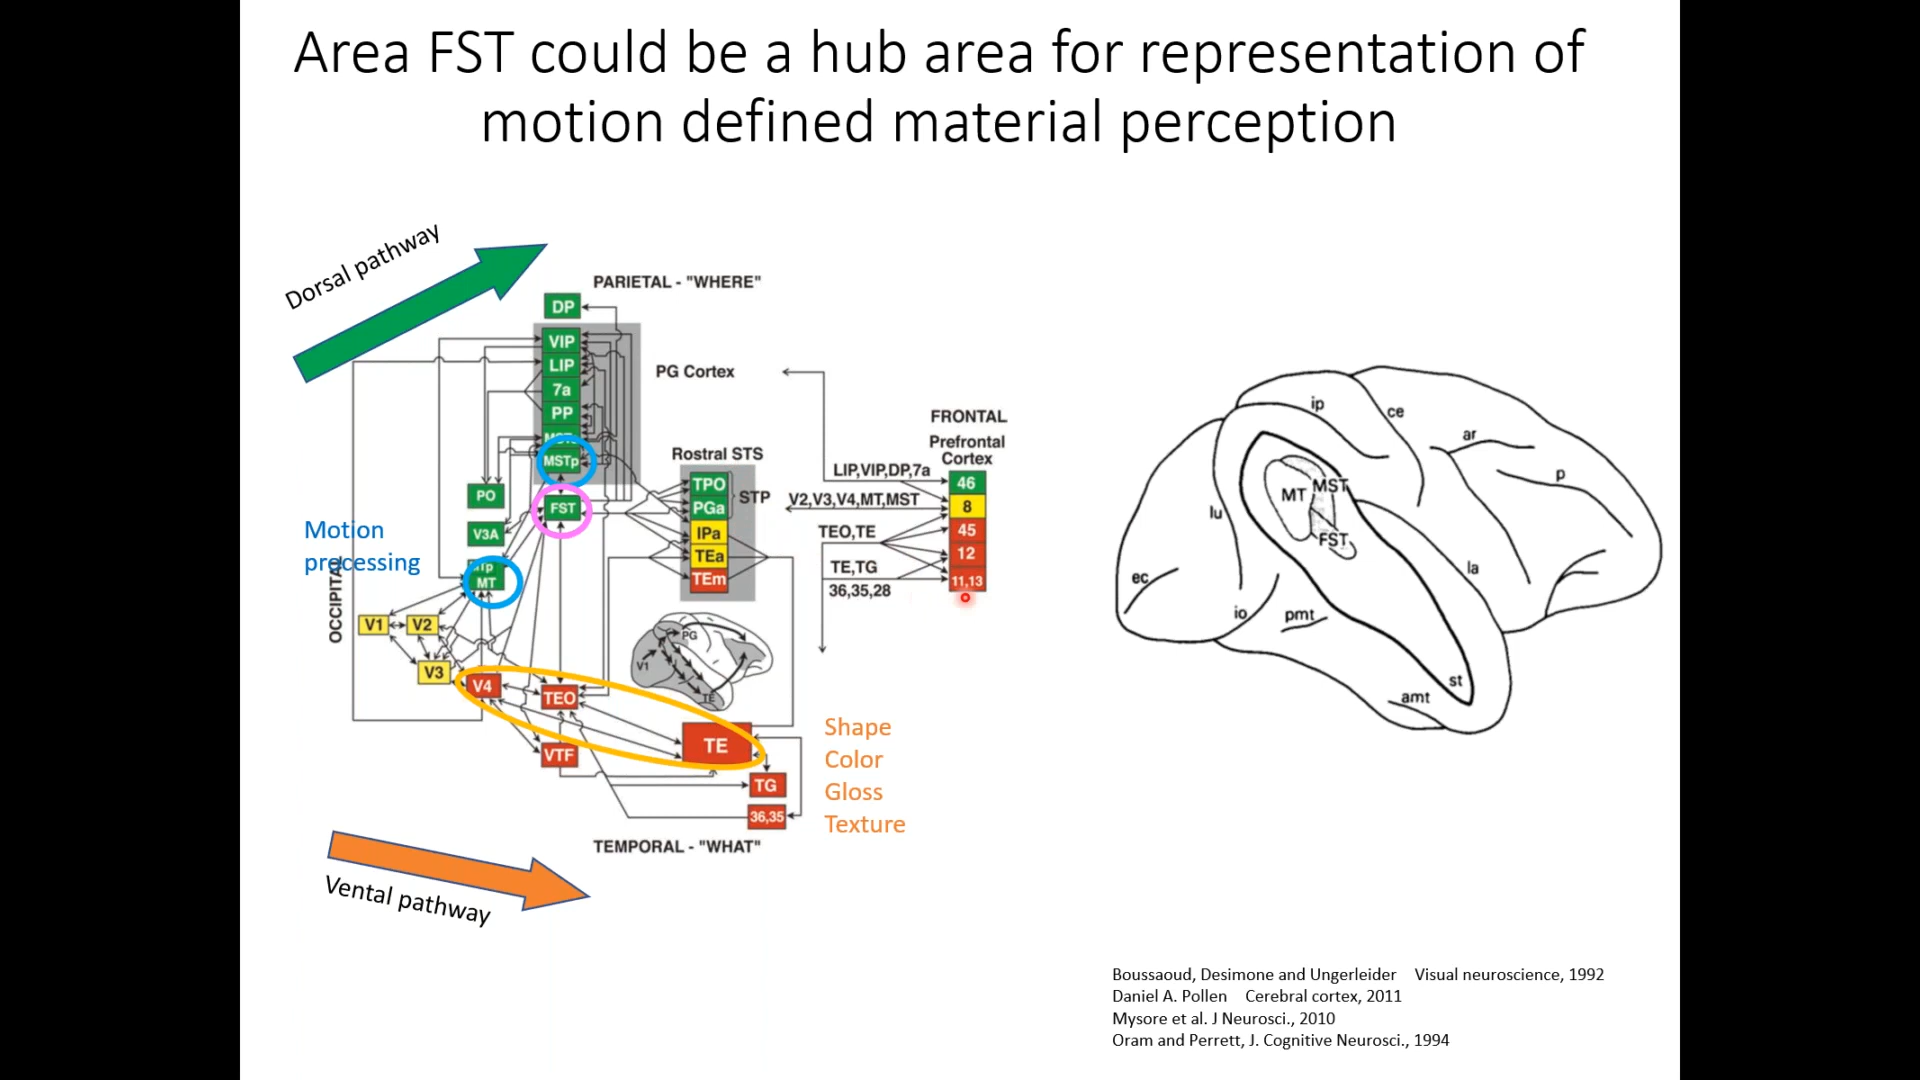 Area FST could be a hub area for representation of
motion defined material perception
Dorsal pathway
PARIETAL - "WHERE"
DP
VIP
LIP
7a
PP
MSTp
FST
PG Cortex
PO
V3A
Motion
processing
MT
OCCIPITAL
V1
V2
V3
V4
TEO
VTF
TE
TG
36,35
TEMPORAL - "WHAT"
Rostral STS
TPO
PGa
STP
IPa
TEa
TEm
PG
V1
TE
FRONTAL
Prefrontal
Cortex
LIP,VIP,DP,7a
46
V2,V3,V4,MT,MST
8
TEO,TE
45
12
TE,TG
11,13
36,35,28
Shape
Color
Gloss
Texture
Vental pathway
ip
ce
ar
p
lu
MT
MST
FST
la
ec
io
pmt
st
amt
Boussaoud, Desimone and Ungerleider Visual neuroscience, 1992
Daniel A. Pollen Cerebral cortex, 2011
Mysore et al. J Neurosci., 2010
Oram and Perrett, J. Cognitive Neurosci., 1994